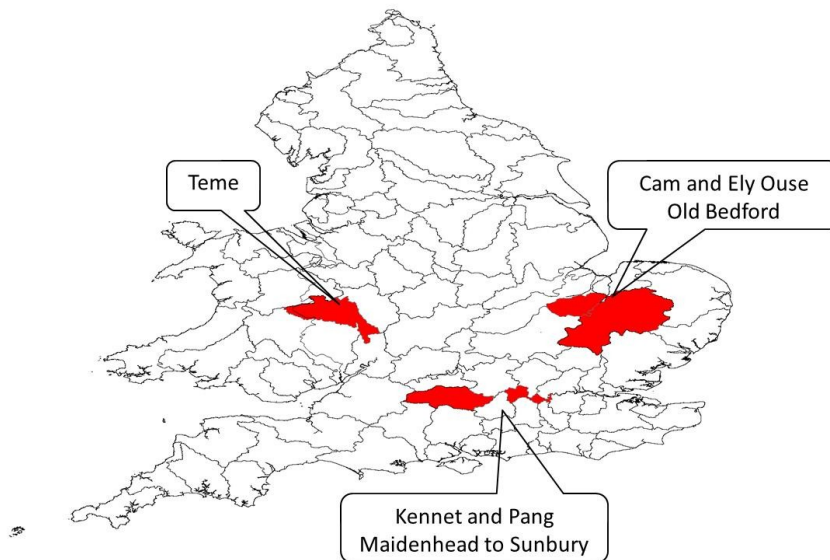 Teme
Cam and Ely Ouse
Old Bedford
Kennet and Pang
Maidenhead to Sunbury